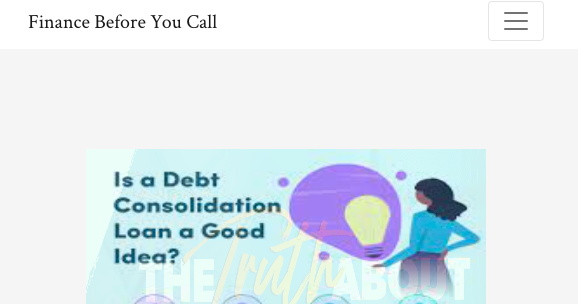 Finance Before You Call
Is a Debt
Consolidation
Loan a Good
Idea?
THE Truth ABOUT